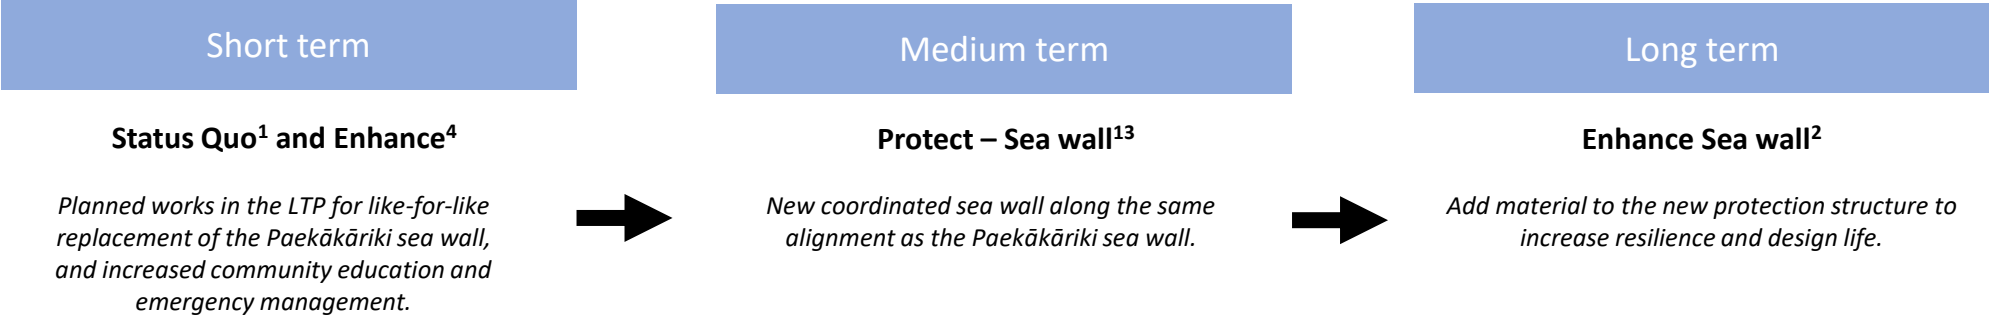 Short term
Status Quo¹ and Enhance⁴
Planned works in the LTP for like-for-like
replacement of the Paekākāriki sea wall,
and increased community education and
emergency management.
Medium term
Protect – Sea wall¹³
New coordinated sea wall along the same
alignment as the Paekākāriki sea wall.
Long term
Enhance Sea wall²
Add material to the new protection structure to
increase resilience and design life.